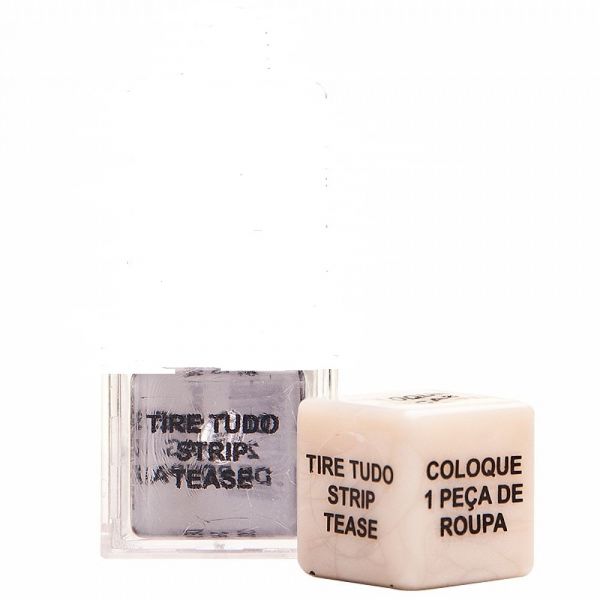 TIRE TUDO
STRIP
TEASE
TIRE TUDO
STRIP
TEASE
COLOQUE
1 PEÇA DE
ROUPA